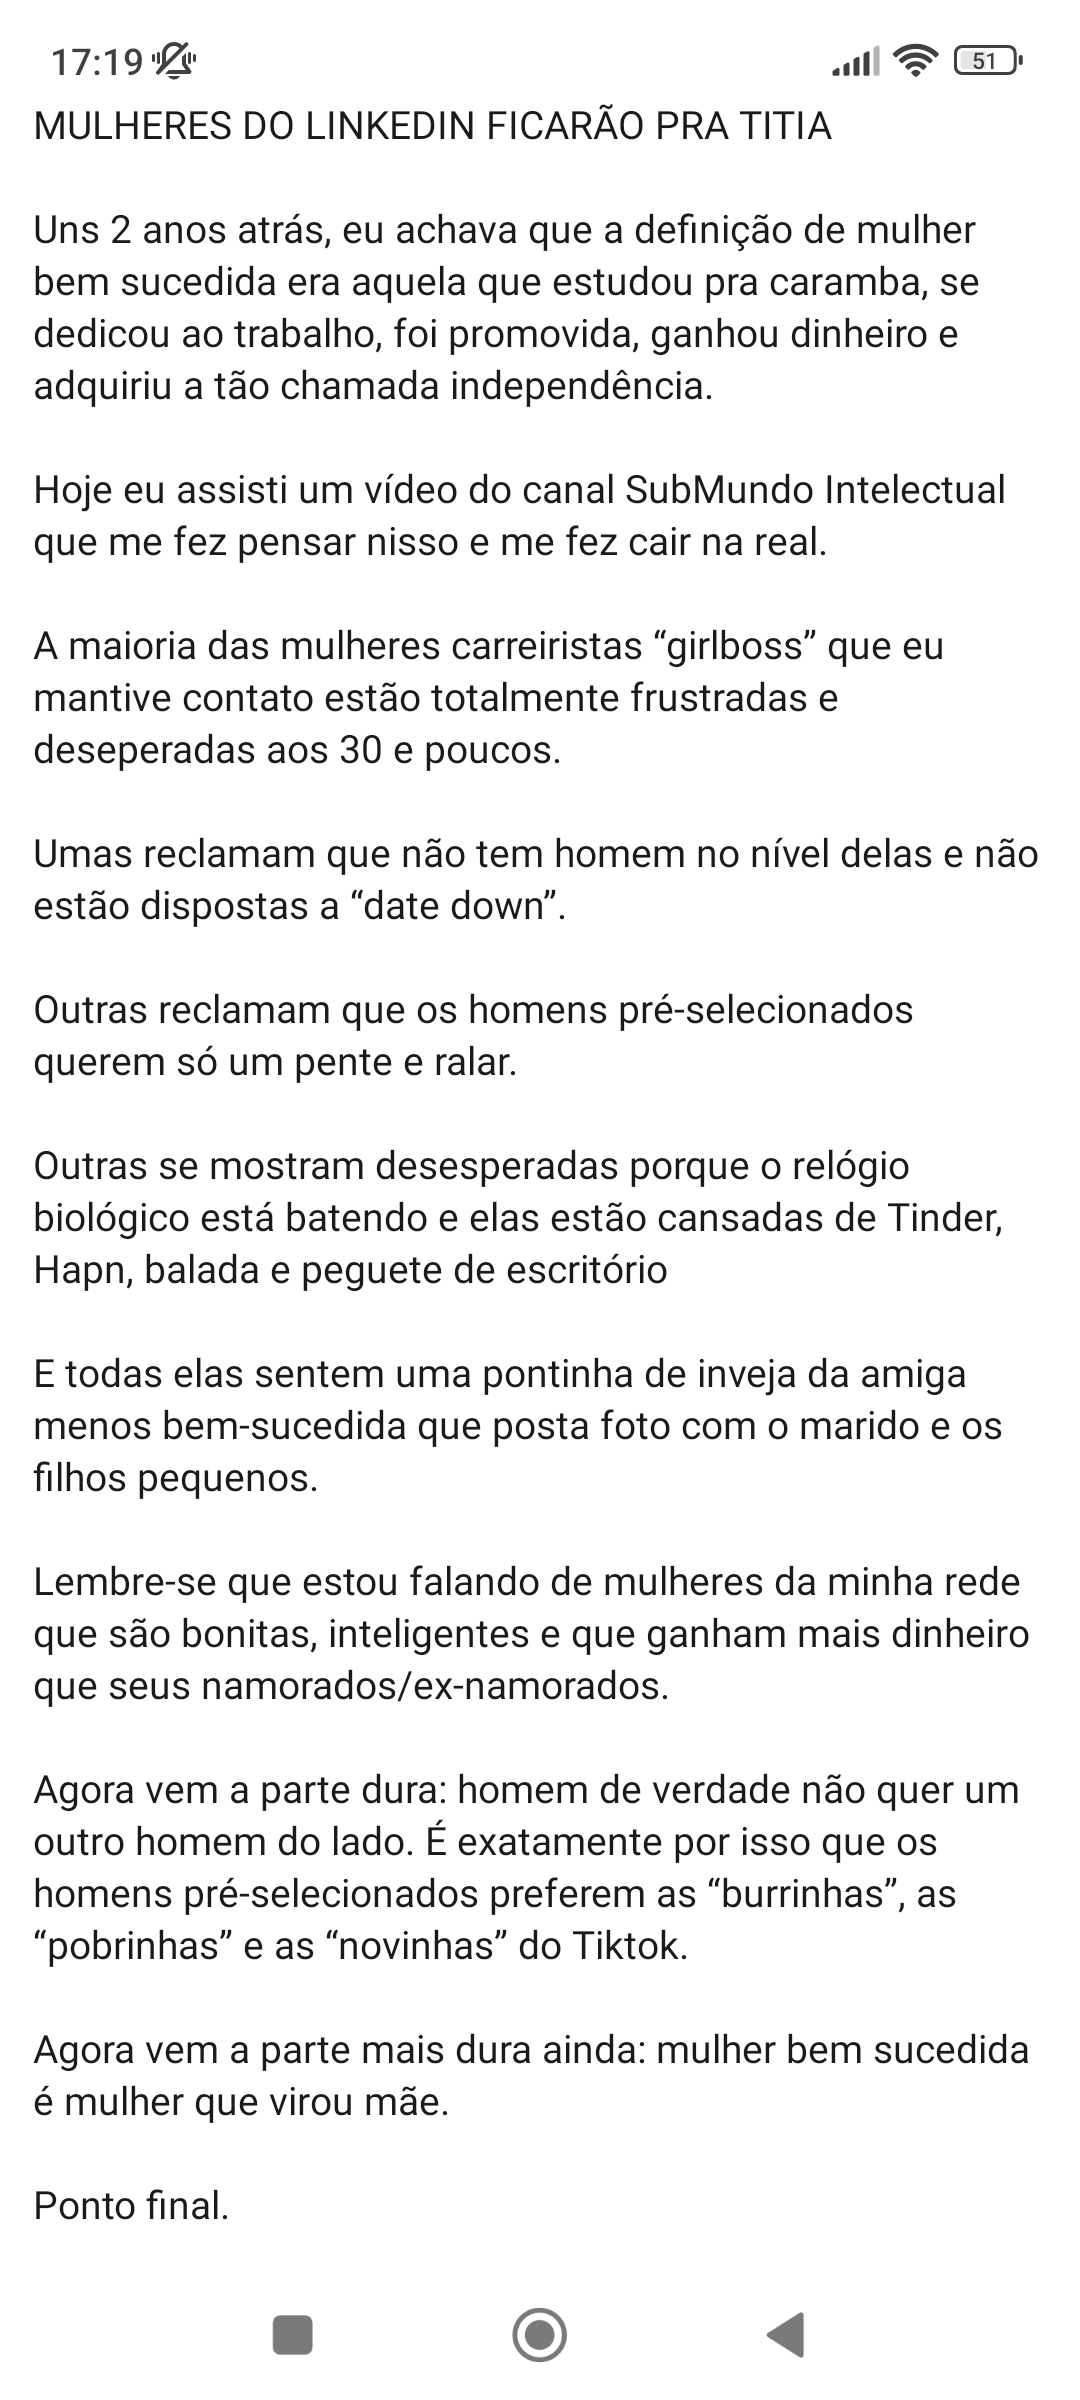 17:19
51
MULHERES DO LINKEDIN FICARÃO PRA TITIA
Uns 2 anos atrás, eu achava que a definição de mulher
bem sucedida era aquela que estudou pra caramba, se
dedicou ao trabalho, foi promovida, ganhou dinheiro e
adquiriu a tão chamada independência.
Hoje eu assisti um vídeo do canal SubMundo Intelectual
que me fez pensar nisso e me fez cair na real.
A maioria das mulheres carreiristas “girlboss” que eu
mantive contato estão totalmente frustradas e
deseperadas aos 30 e poucos.
Umas reclamam que não tem homem no nível delas e não
estão dispostas a “date down”.
Outras reclamam que os homens pré-selecionados
querem só um pente e ralar.
Outras se mostram desesperadas porque o relógio
biológico está batendo e elas estão cansadas de Tinder,
Hapn, balada e peguete de escritório
E todas elas sentem uma pontinha de inveja da amiga
menos bem-sucedida que posta foto com o marido e os
filhos pequenos.
Lembre-se que estou falando de mulheres da minha rede
que são bonitas, inteligentes e que ganham mais dinheiro
que seus namorados/ex-namorados.
Agora vem a parte dura: homem de verdade não quer um
outro homem do lado. É exatamente por isso que os
homens pré-selecionados preferem as “burrinhas”, as
“pobrinhas” e as “novinhas” do Tiktok.
Agora vem a parte mais dura ainda: mulher bem sucedida
é mulher que virou mãe.
Ponto final.